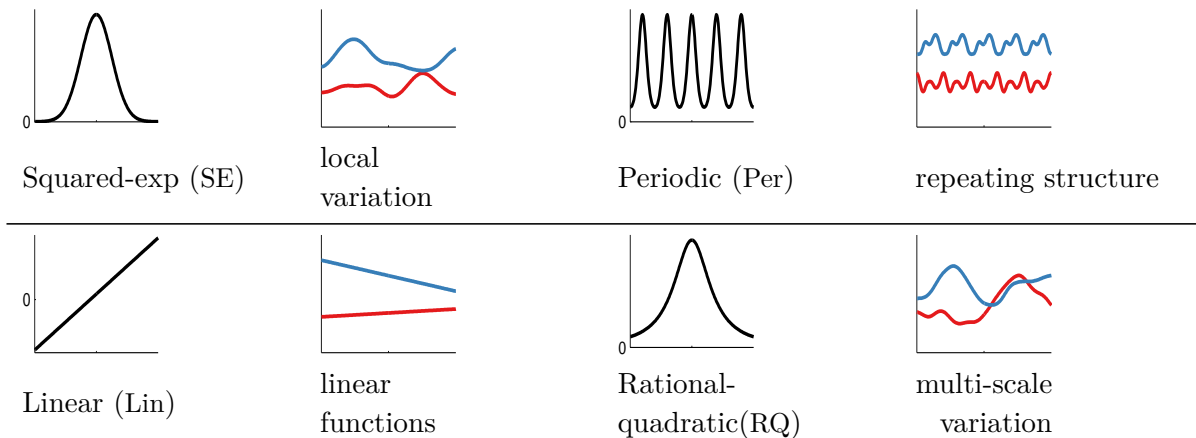 0
0
Squared-exp (SE)
local
variation
Periodic (Per)
repeating structure
0
0
Linear (Lin)
linear
functions
Rational-
quadratic(RQ)
multi-scale
variation